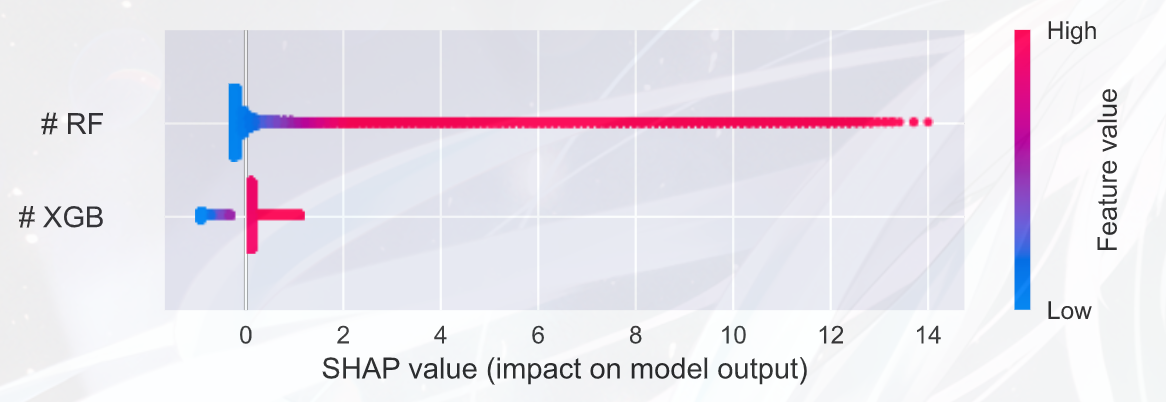 High
# RF
# XGB
Feature value
Low
0 2 4 6 8 10 12 14
SHAP value (impact on model output)